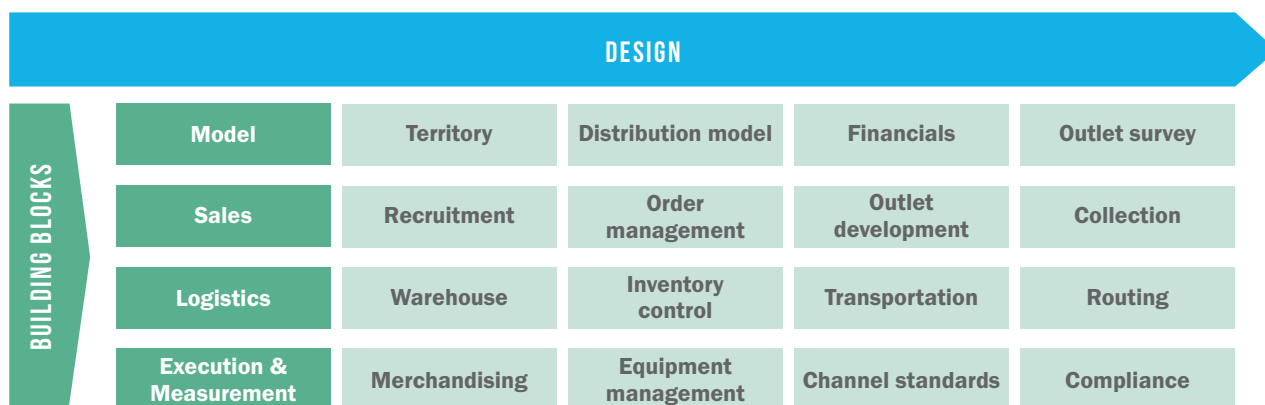 DESIGN
BUILDING BLOCKS
Model
Territory
Distribution model
Financials
Outlet survey
Sales
Recruitment
Order
management
Outlet
development
Collection
Logistics
Warehouse
Inventory
control
Transportation
Routing
Execution &
Measurement
Merchandising
Equipment
management
Channel standards
Compliance